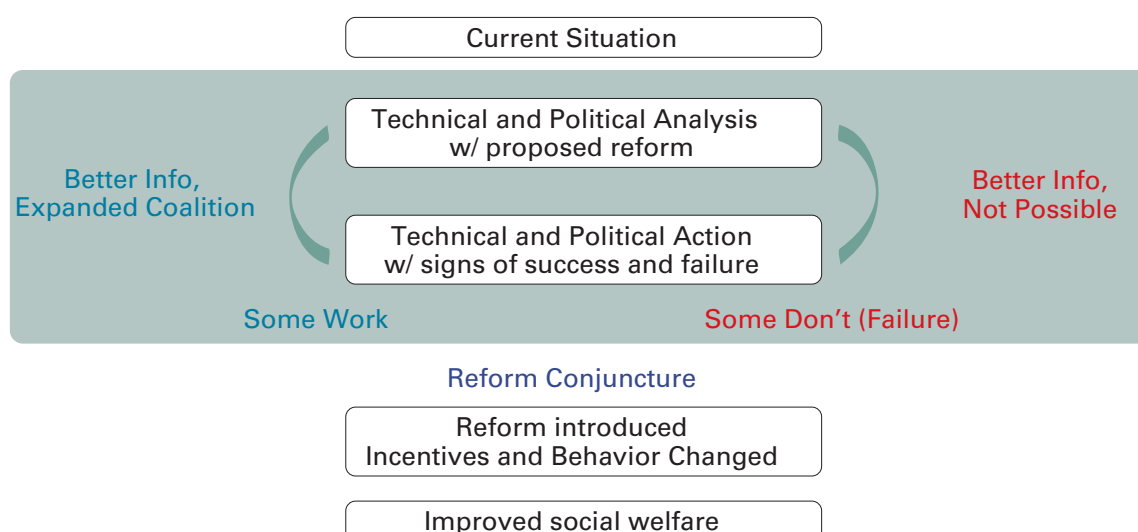 Current Situation
Technical and Political Analysis
w/ proposed reform
Better Info,
Expanded Coalition
Better Info,
Not Possible
Technical and Political Action
w/ signs of success and failure
Some Work
Some Don't (Failure)
Reform Conjuncture
Reform introduced
Incentives and Behavior Changed
Improved social welfare